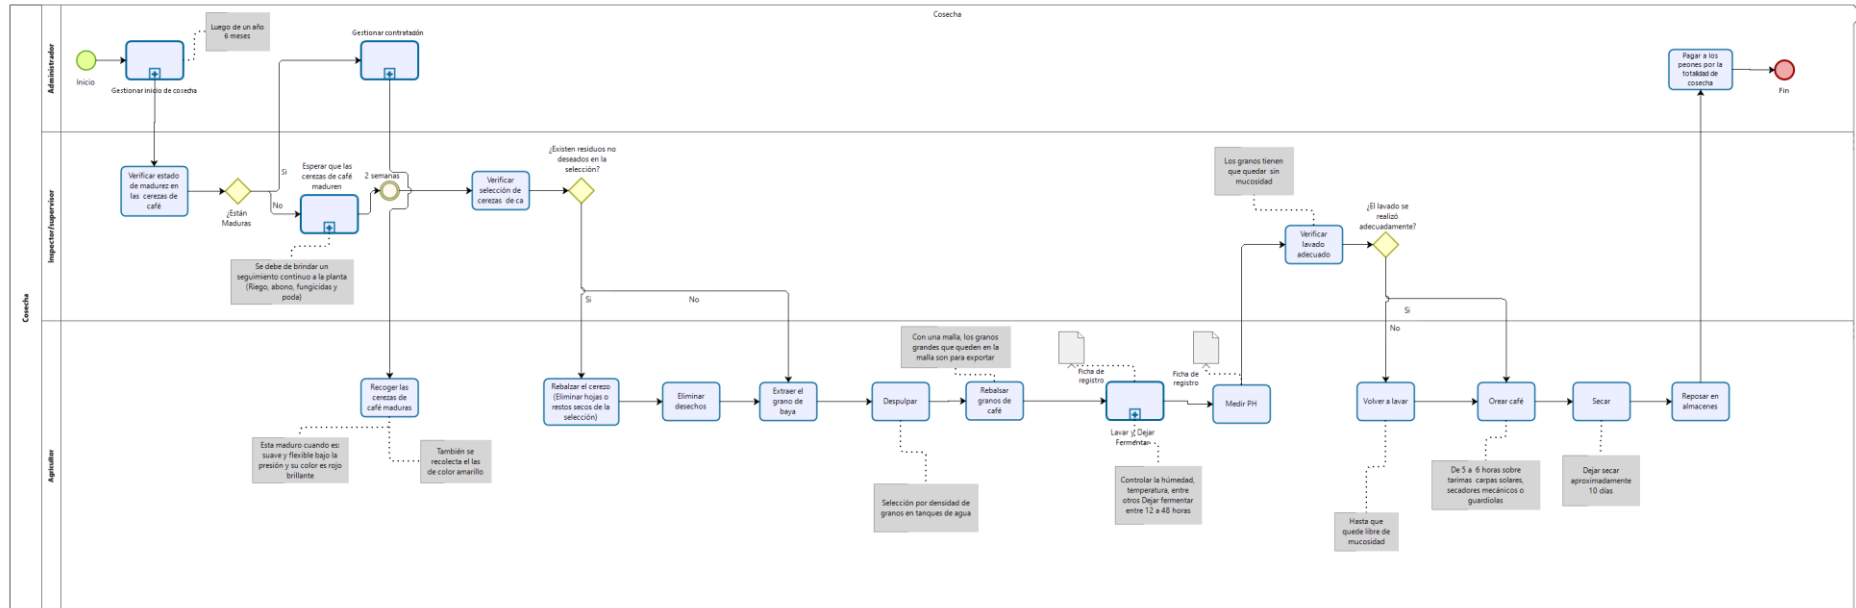 Cosecha
Cosecha
Administrador
Inicio
Gestionar inicio de cosecha
Luego de un año
6 meses
Gestionar contratación
Pagar a los
peones por la
totalidad de
cosecha
Fin
Inspector/supervisor
Verificar estado
de madurez en
las cerezas de
café
¿Están
Maduras
Si
No
Esperar que las
cerezas de café
maduren
2 semanas
Se debe de brindar un
seguimiento continuo a la planta
(Riego, abono, fungicidas y
poda)
Verificar
selección de
cerezas de ca
¿Existen residuos no
deseados en la
selección?
Si
No
Los granos tienen
que quedar sin
mucosidad
Verificar
lavado
adecuado
¿El lavado se
realizó
adecuadamente?
Si
No
Agricultor
Recoger las
cerezas de
café maduras
Esta maduro cuando es:
suave y flexible bajo la
presión y su color es rojo
brillante
También se
recolecta el las
de color amarillo
Rebalzar el cerezo
(Eliminar hojas o
restos secos de la
selección)
Eliminar
desechos
Extraer el
grano de
baya
Despulpar
Selección por densidad de
granos en tanques de agua
Con una malla, los granos
grandes que queden en la
malla son para exportar
Rebalsar
granos de
café
Ficha de
registro
Lavar y Dejar
Fermentar
Controlar la húmedad,
temperatura, entre
otros Dejar fermentar
entre 12 a 48 horas
Ficha de
registro
Medir PH
Volver a lavar
Hasta que
quede libre de
mucosidad
Orear café
De 5 a 6 horas sobre
tarimas carpas solares,
secadores mecánicos o
guardiolas
Secar
Dejar secar
aproximadamente
10 días
Reposar en
almacenes